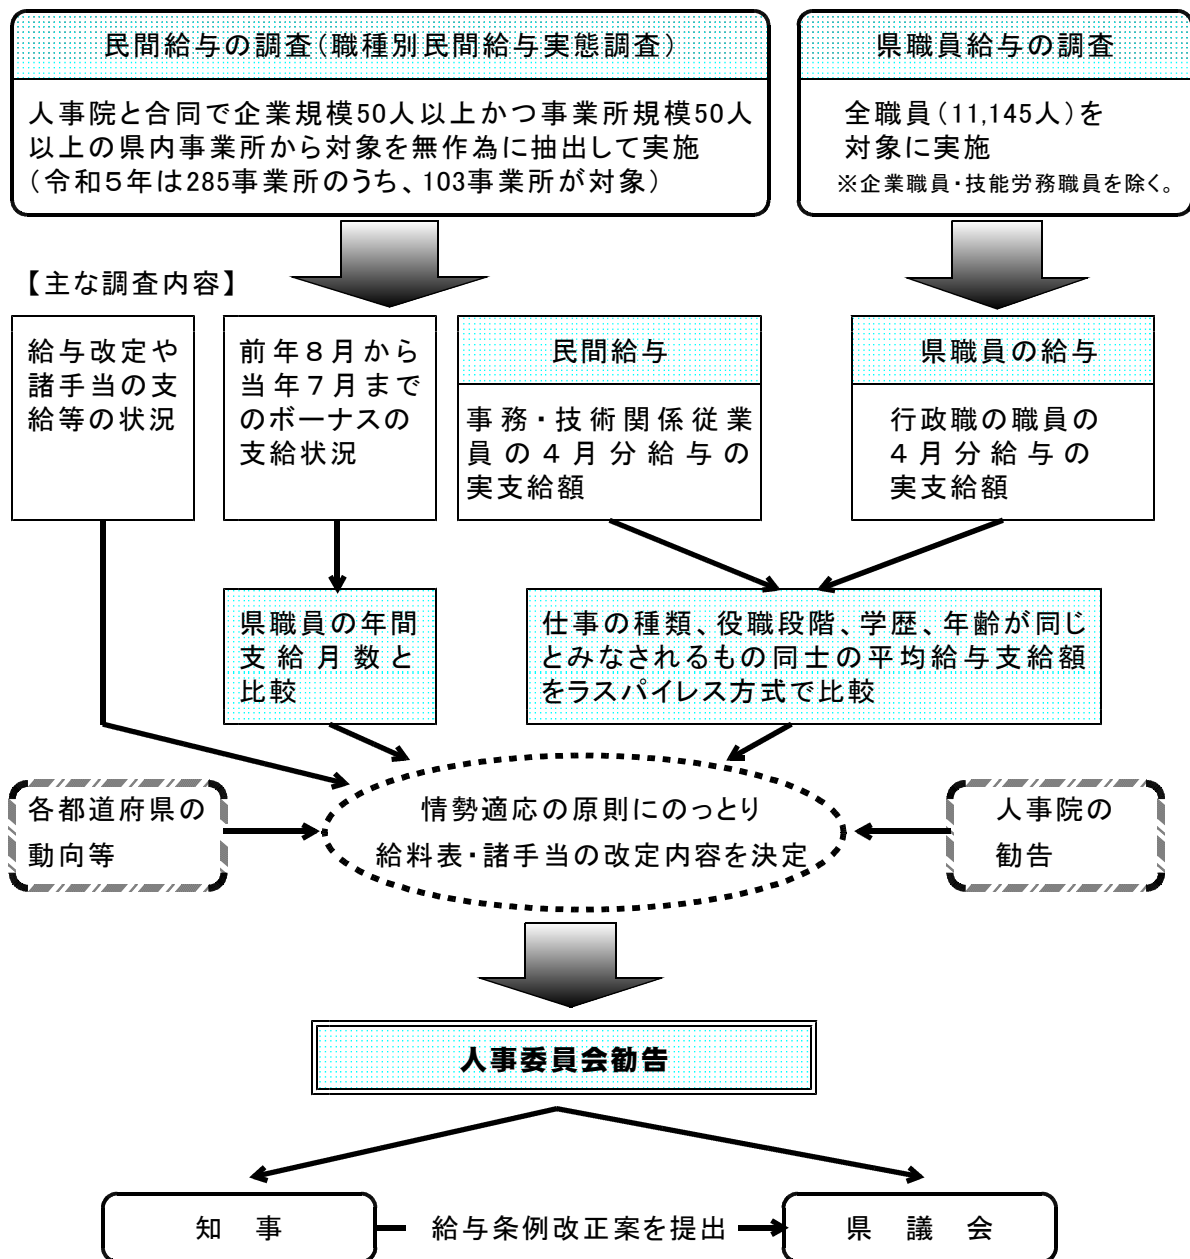 民間給与の調査（職種別民間給与実態調査）
人事院と合同で企業規模50人以上かつ事業所規模50人
以上の県内事業所から対象を無作為に抽出して実施
（令和５年は285事業所のうち、103事業所が対象）
県職員給与の調査
全職員（11,145人）を
対象に実施
※企業職員・技能労務職員を除く。
【主な調査内容】
給与改定や
諸手当の支
給等の状況
前年８月から
当年７月まで
のボーナスの
支給状況
民間給与
事務・技術関係従業
員の４月分給与の
実支給額
県職員の給与
行政職の職員の
４月分給与の
実支給額
県職員の年間
支給月数と
比較
仕事の種類、役職段階、学歴、年齢が同じ
とみなされるもの同士の平均給与支給額
をラスパイレス方式で比較
各都道府県の
動向等
情勢適応の原則にのっとり
給料表・諸手当の改定内容を決定
人事院の
勧告
人事委員会勧告
知　事
給与条例改正案を提出
県　議　会